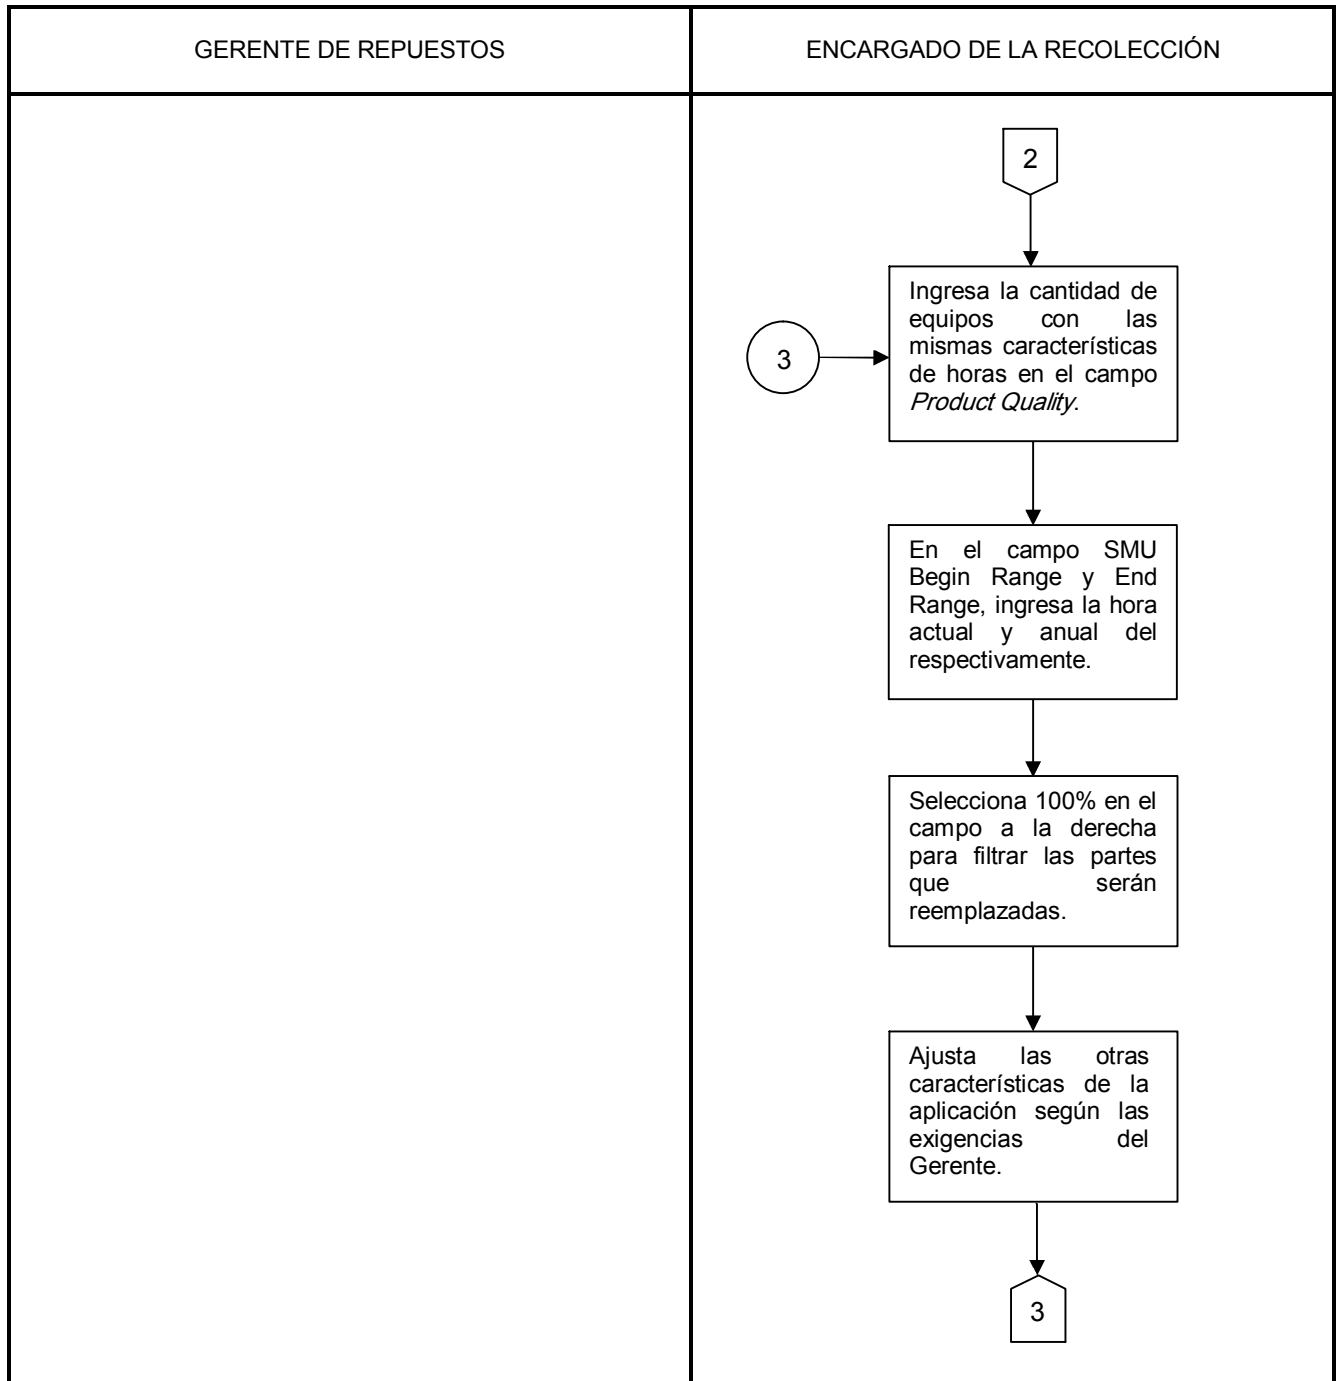 GERENTE DE REPUESTOS
ENCARGADO DE LA RECOLECCIÓN
2
Ingresa la cantidad de
equipos con las
mismas características
de horas en el campo
Product Quality.
3
En el campo SMU
Begin Range y End
Range, ingresa la hora
actual y anual del
respectivamente.
Selecciona 100% en el
campo a la derecha
para filtrar las partes
que serán
reemplazadas.
Ajusta las otras
características de la
aplicación según las
exigencias del
Gerente.
3